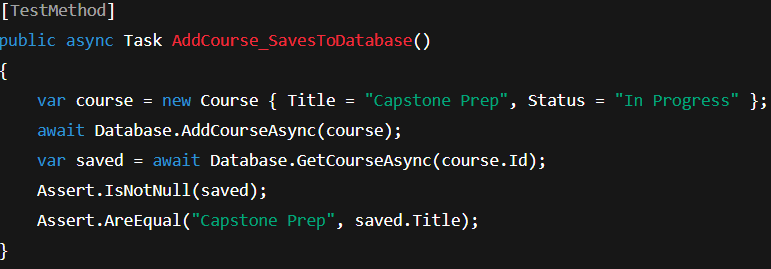 [TestMethod]
public async Task AddCourse_SavesToDatabase()
{
    var course = new Course { Title = "Capstone Prep", Status = "In Progress" };
    await Database.AddCourseAsync(course);
    var saved = await Database.GetCourseAsync(course.Id);
    Assert.IsNotNull(saved);
    Assert.AreEqual("Capstone Prep", saved.Title);
}